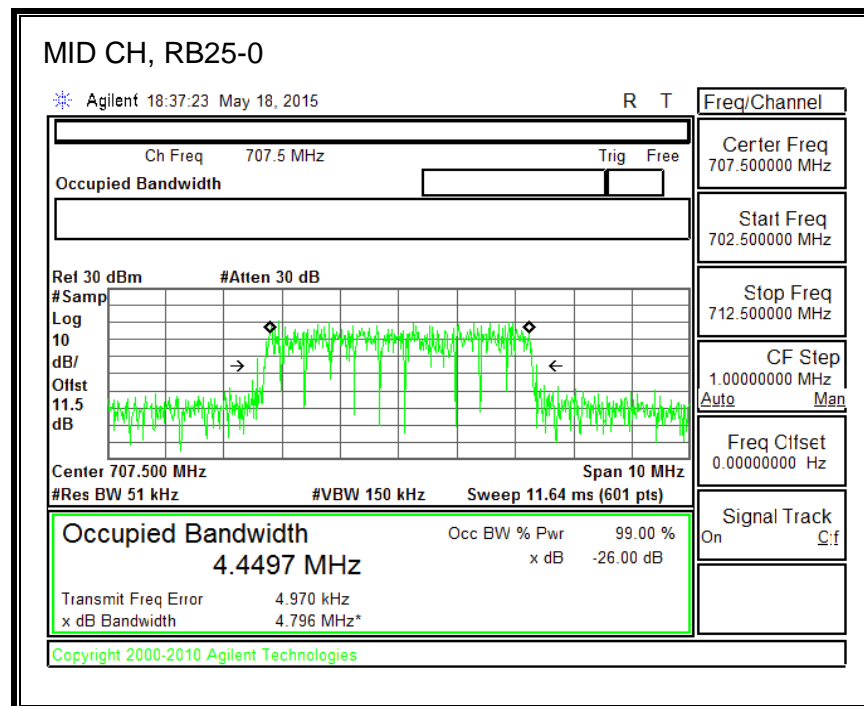 MID CH, RB25-0
Agilent 18:37:23 May 18, 2015 R T
Freq/Channel
Ch Freq 707.5 MHz Trig Free
Occupied Bandwidth
Center Freq
707.500000 MHz
Start Freq
702.500000 MHz
Stop Freq
712.500000 MHz
CF Step
1.00000000 MHz
Auto Man
Freq Offset
0.00000000 Hz
Signal Track
On Off
Ref 30 dBm #Atten 30 dB
#Samp
Log
10
dB/
Offst
11.5
dB
Center 707.500 MHz Span 10 MHz
#Res BW 51 kHz #VBW 150 kHz Sweep 11.64 ms (601 pts)
Occupied Bandwidth
4.4497 MHz
Occ BW % Pwr 99.00 %
x dB -26.00 dB
Transmit Freq Error 4.970 kHz
x dB Bandwidth 4.796 MHz*
Copyright 2000-2010 Agilent Technologies